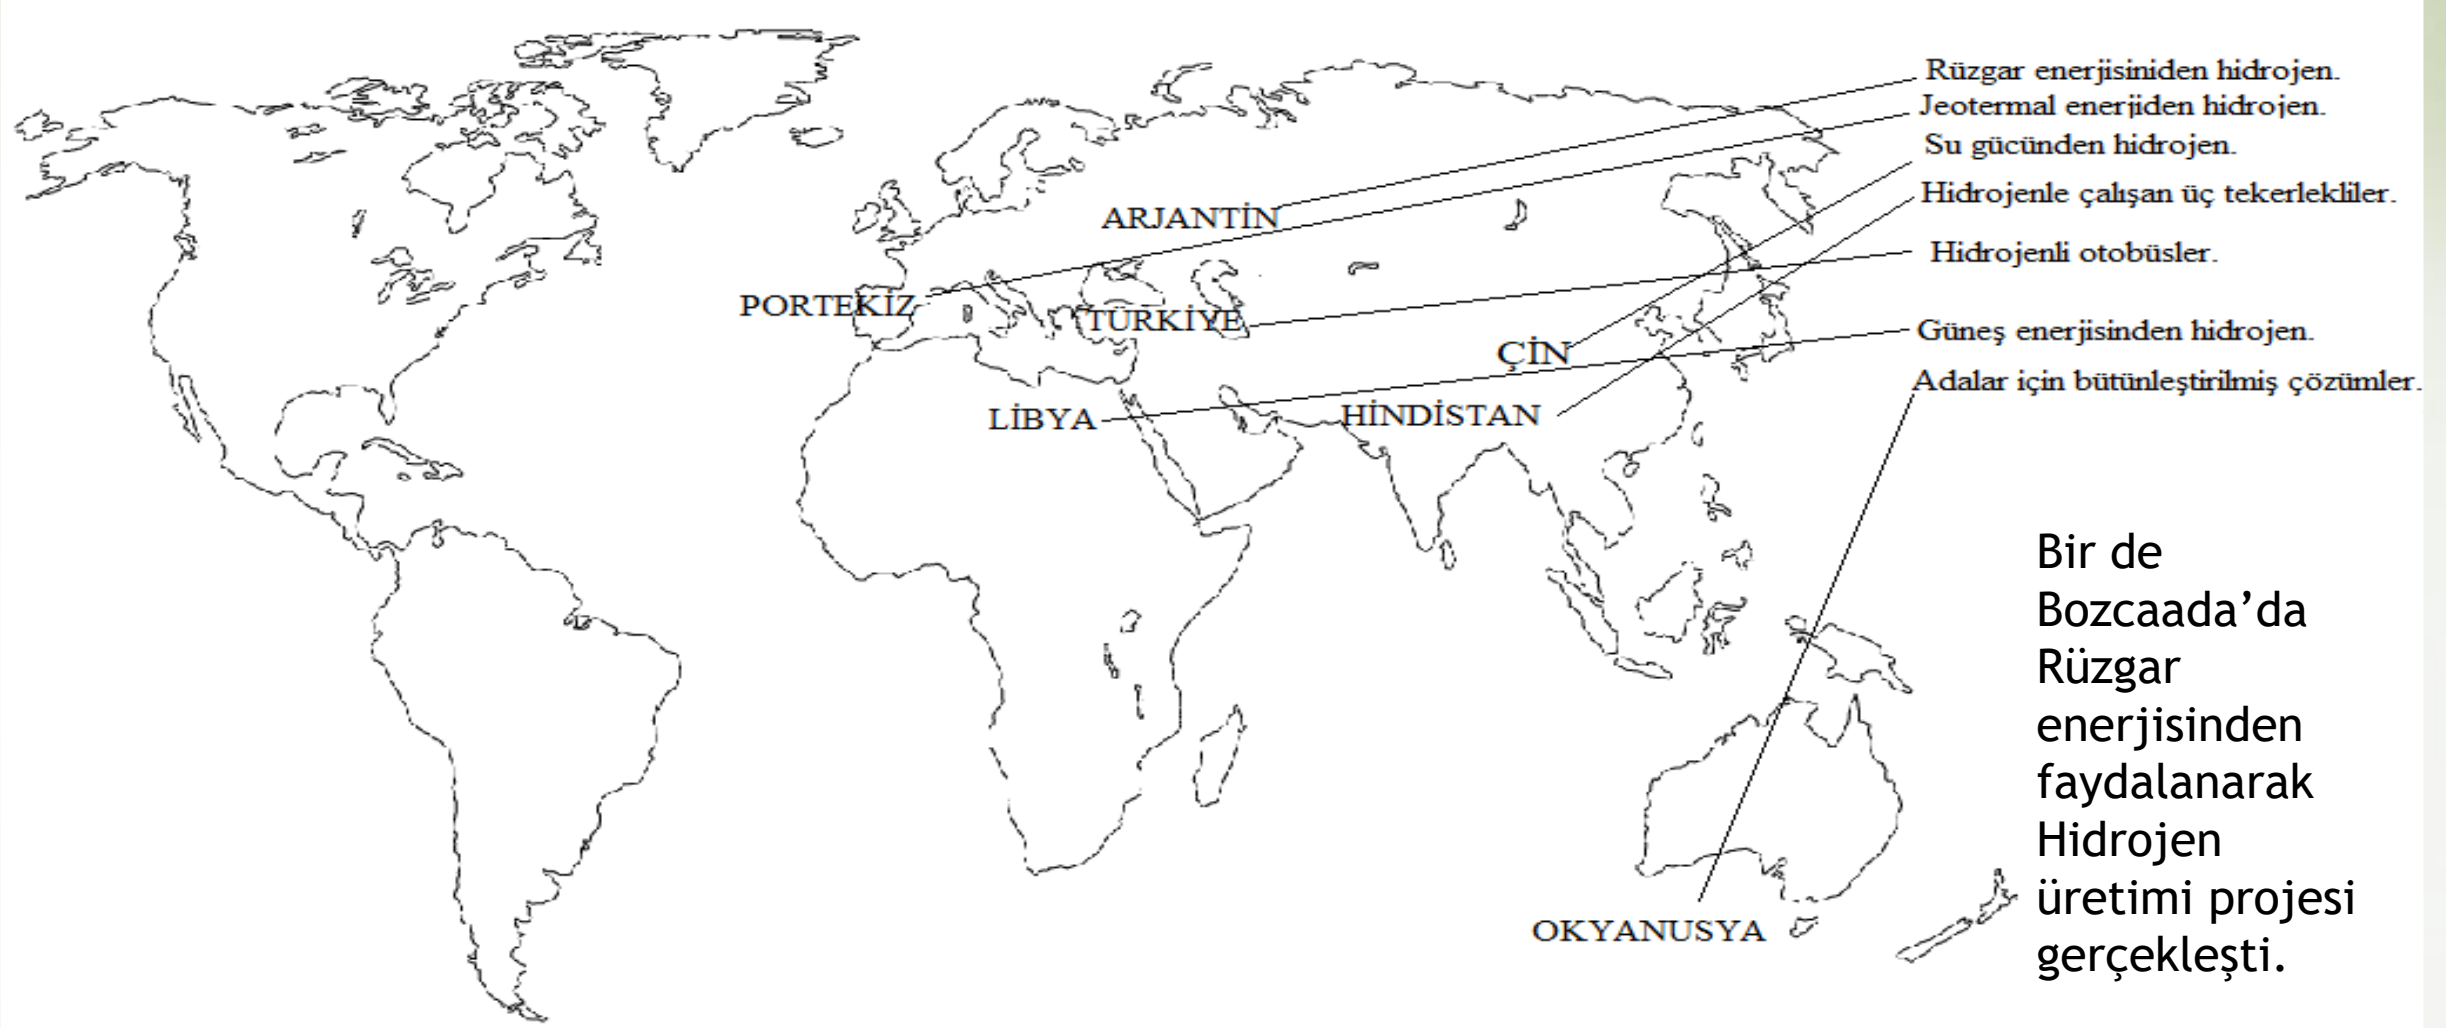 Rüzgar enerjisiniden hidrojen.
Jeotermal enerjiden hidrojen.
Su gücünden hidrojen.
Hidrojenle çalışan üç tekerlekliler.
ARJANTİN
Hidrojenli otobüsler.
PORTEKİZ
TÜRKİYE
Güneş enerjisinden hidrojen.
ÇİN
Adalar için bütünleştirilmiş çözümler.
LİBYA
HİNDİSTAN
Bir de
Bozcaada’da
Rüzgar
enerjisinden
faydalanarak
Hidrojen
üretimi projesi
gerçekleşti.
OKYANUSYA